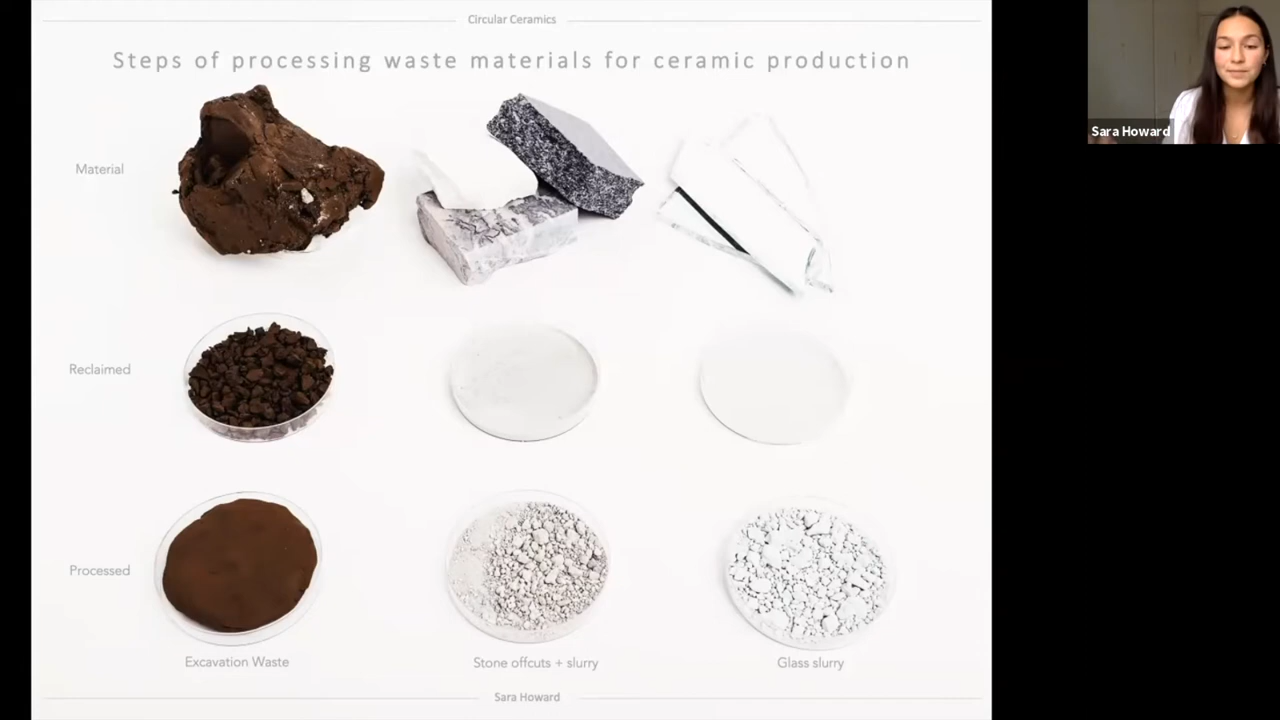 Circular Ceramics
Steps of processing waste materials for ceramic production
Sara Howard
Material
Reclaimed
Processed
Excavation Waste
Stone offcuts + slurry
Glass slurry
Sara Howard